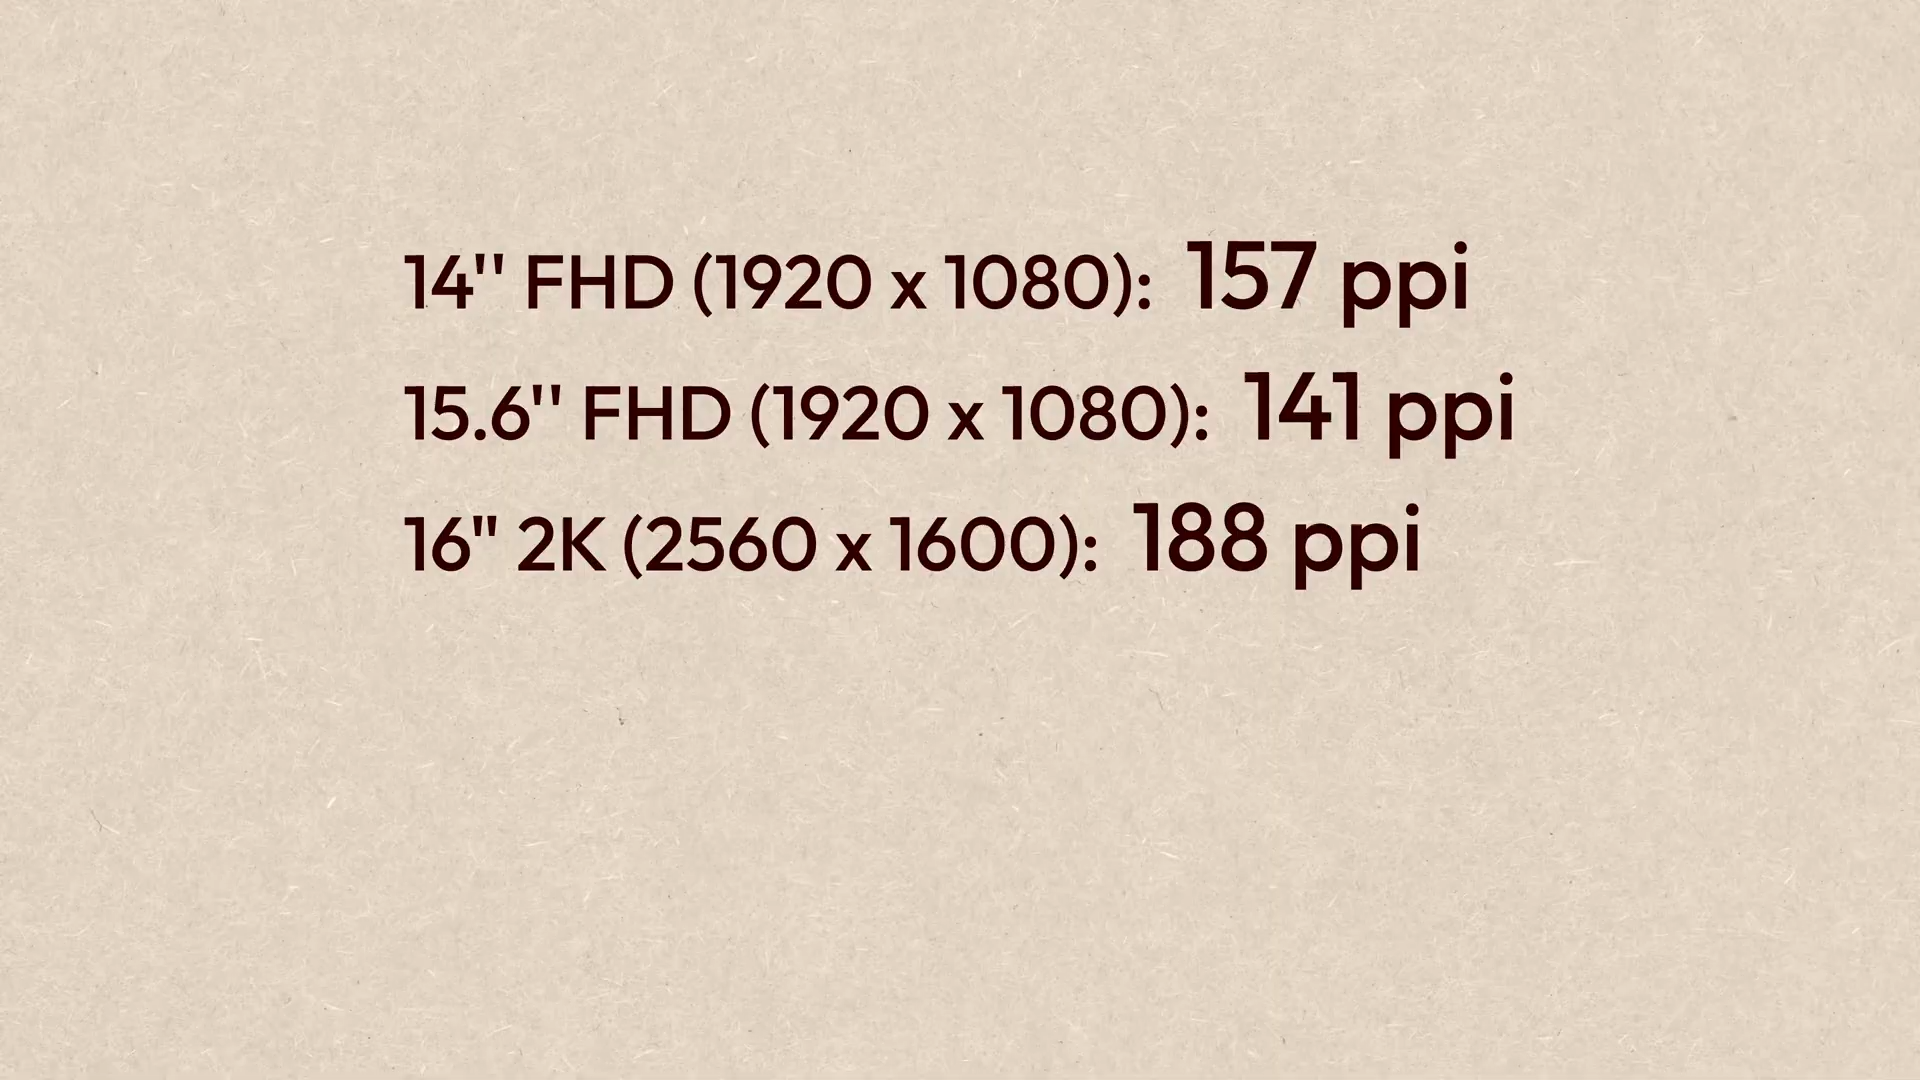 14'' FHD (1920 x 1080): 157 ppi
15.6'' FHD (1920 x 1080): 141 ppi
16" 2K (2560 x 1600): 188 ppi